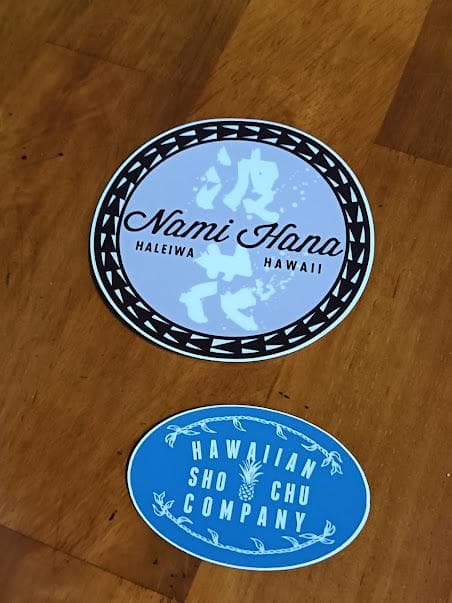 波花
Nami Hana
HALEIWA HAWAII
HAWAIIAN
SHO CHU
COMPANY